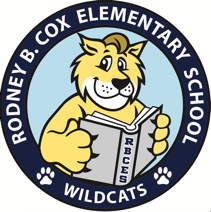 RODNEY B. COX ELEMENTARY SCHOOL
RBCES
WILDCATS